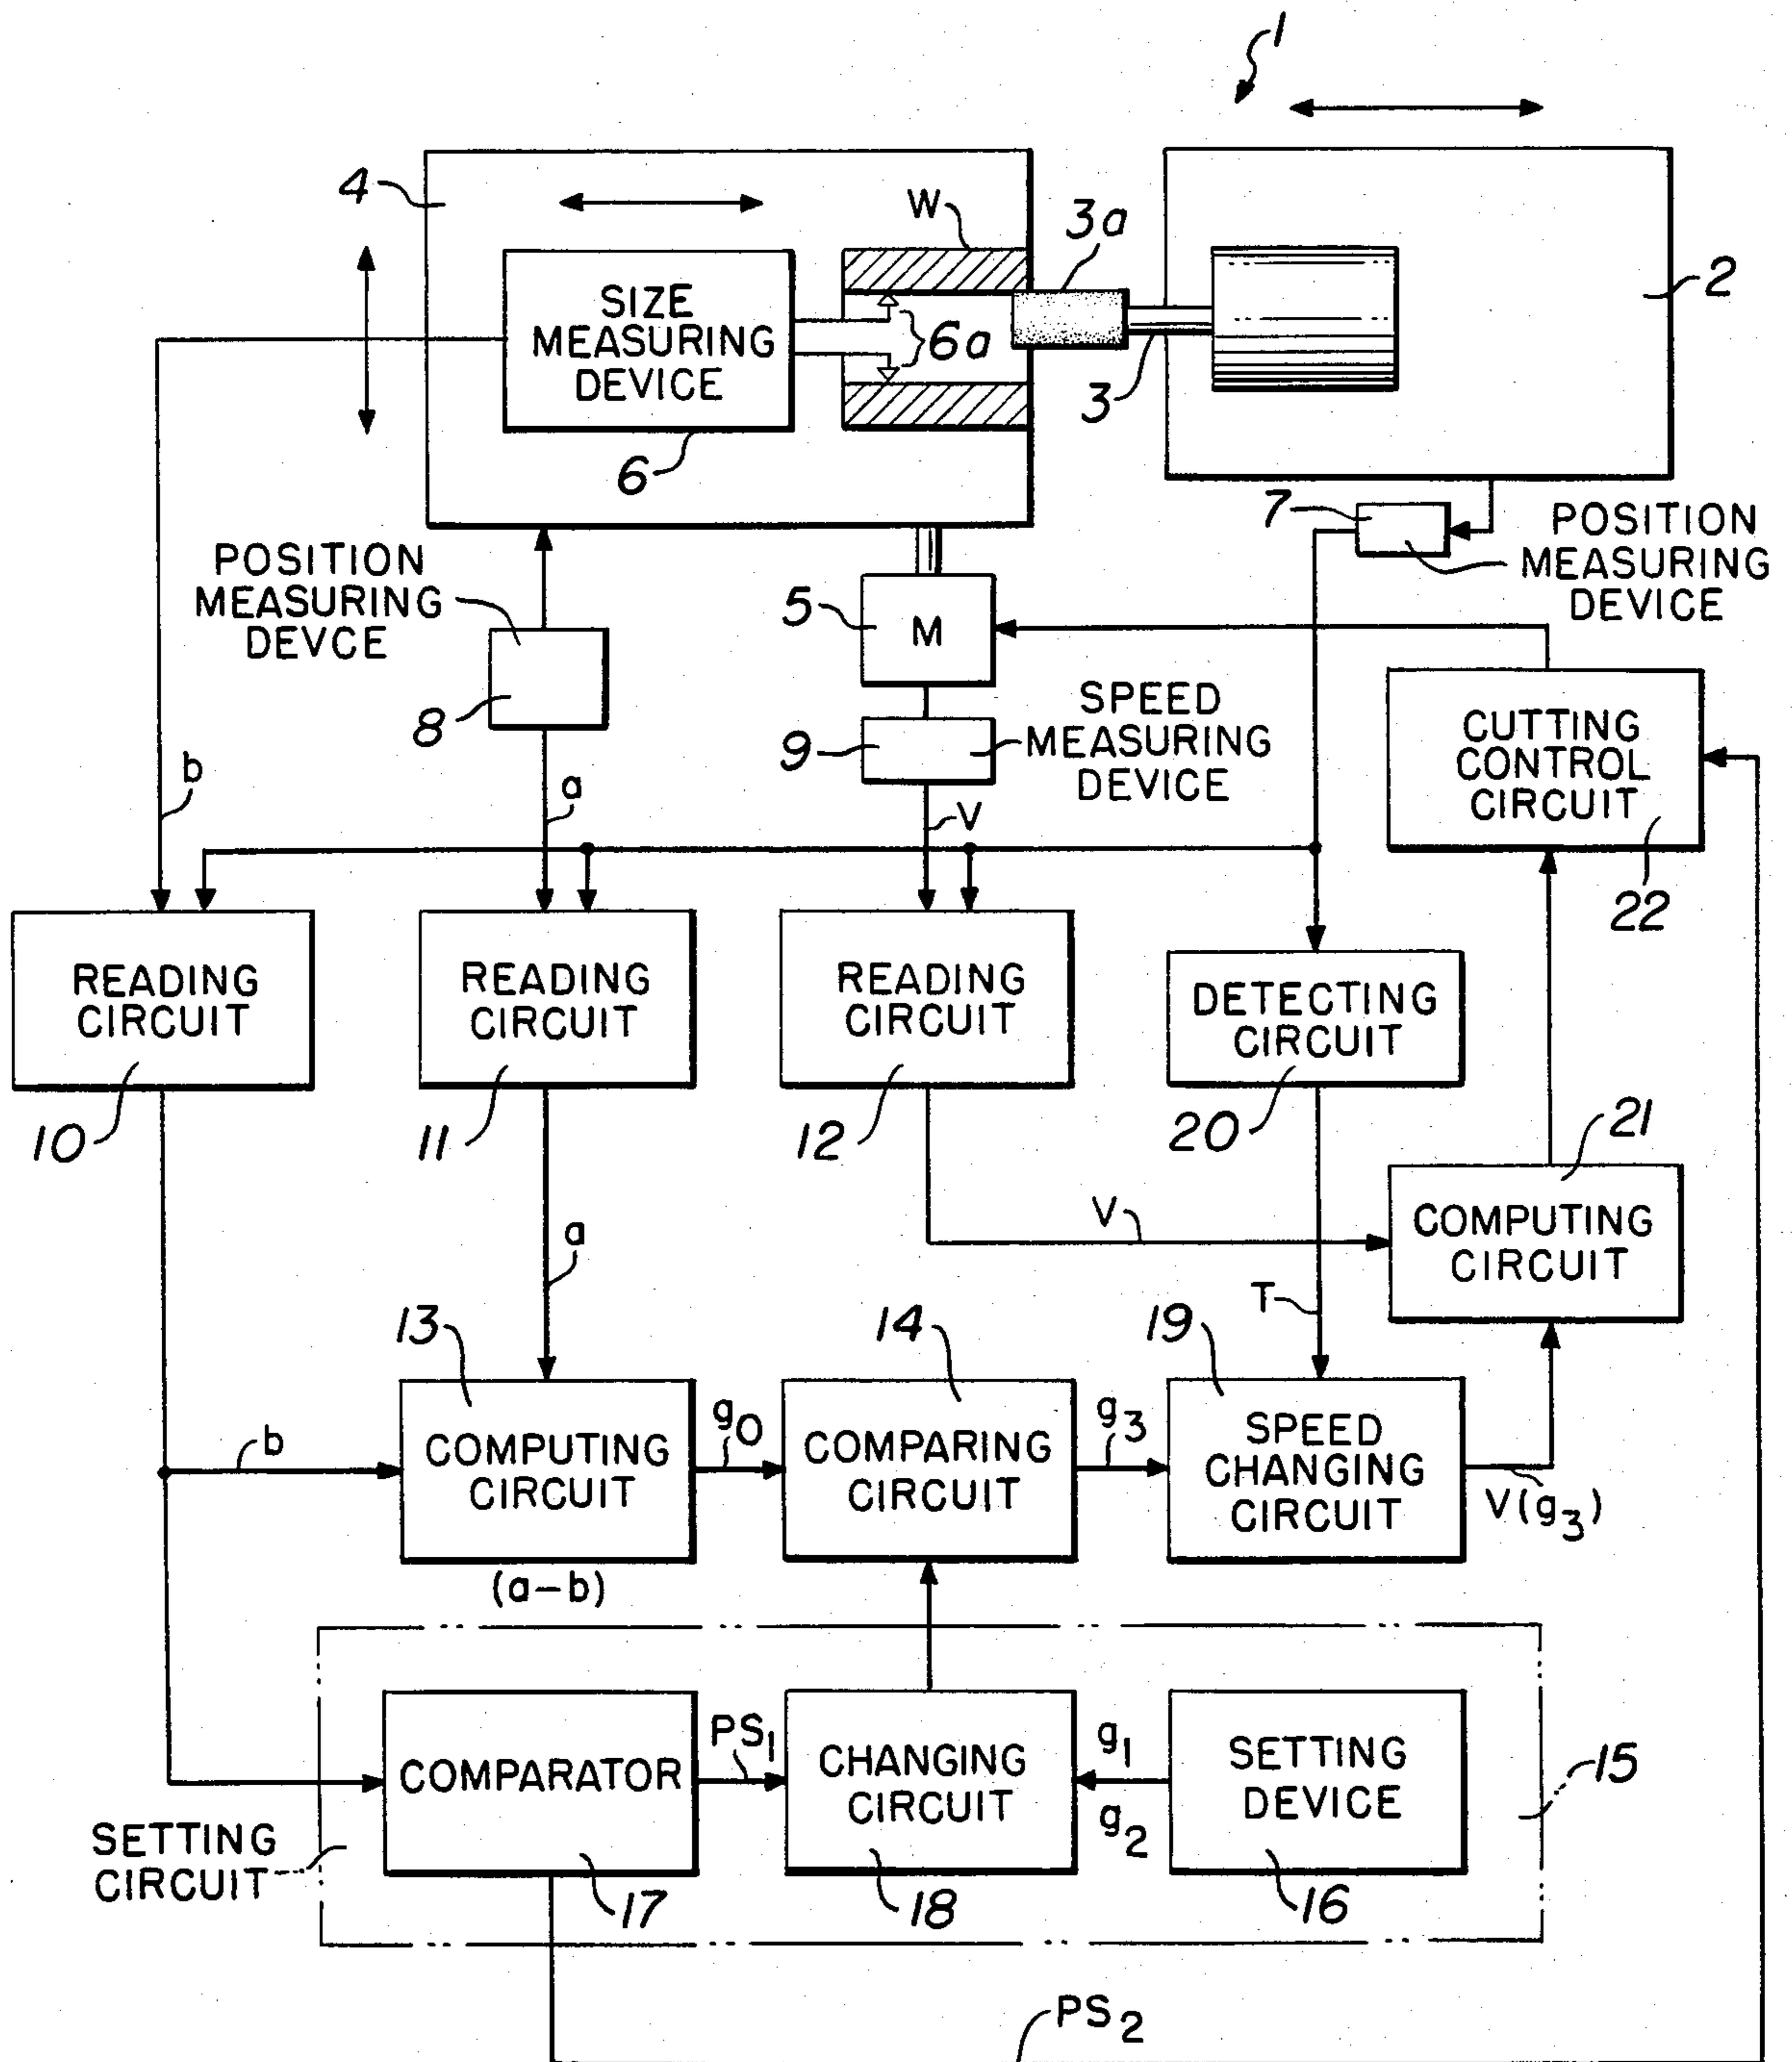 1
4
W
3a
2
SIZE
MEASURING
DEVICE
6a
3
6
7
POSITION
MEASURING
DEVICE
POSITION
MEASURING
DEVCE
5
M
8
SPEED
MEASURING
DEVICE
9
CUTTING
CONTROL
CIRCUIT
b
a
V
22
READING
CIRCUIT
READING
CIRCUIT
READING
CIRCUIT
DETECTING
CIRCUIT
10
11
12
20
21
a
V
COMPUTING
CIRCUIT
T
13
14
19
b
COMPUTING
CIRCUIT
g0
COMPARING
CIRCUIT
g3
SPEED
CHANGING
CIRCUIT
V(g3)
(a-b)
COMPARATOR
PS1
CHANGING
CIRCUIT
g1
g2
SETTING
DEVICE
15
SETTING
CIRCUIT
17
18
16
PS2